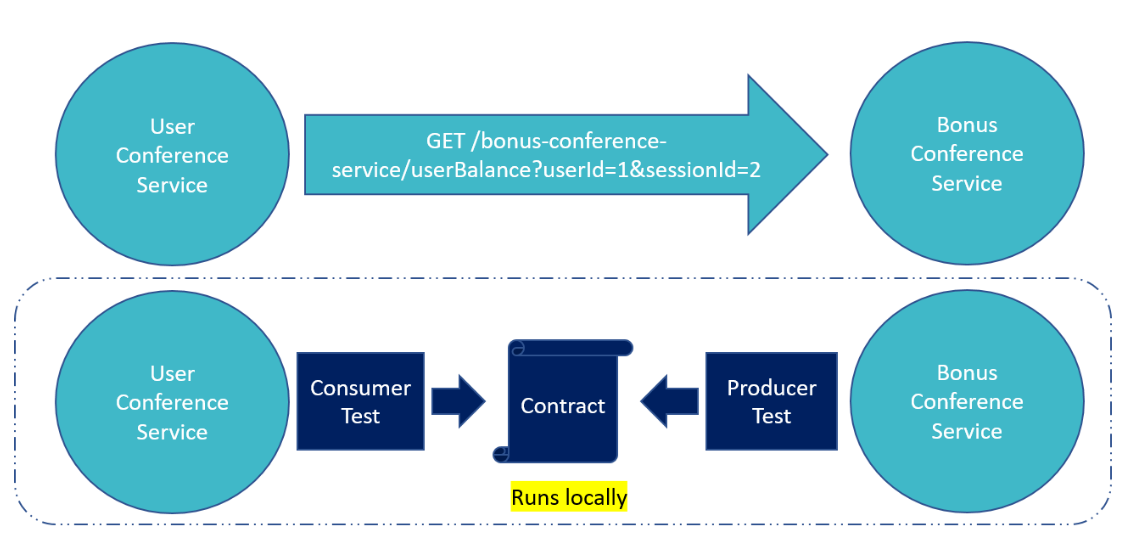 User
Conference
Service
GET /bonus-conference-
service/userBalance?userId=1&sessionId=2
Bonus
Conference
Service
User
Conference
Service
Consumer
Test
Contract
Producer
Test
Bonus
Conference
Service
Runs locally